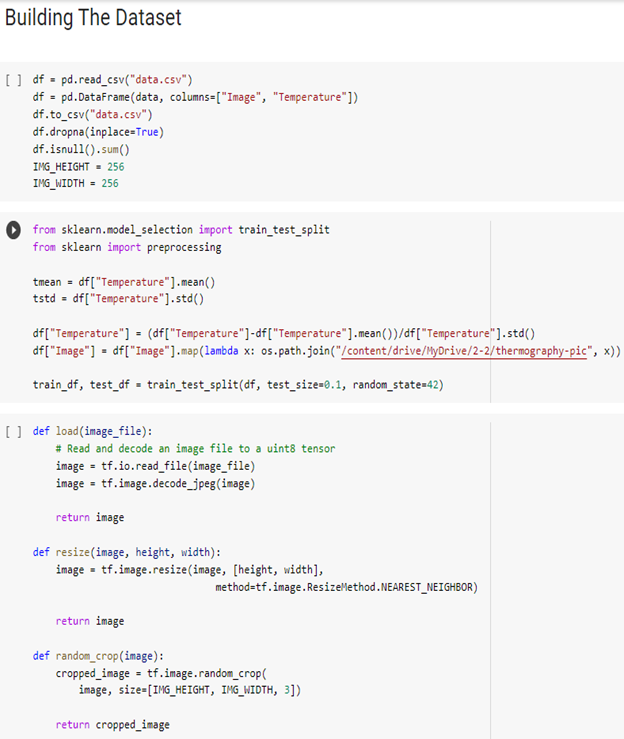 Building The Dataset
[ ] df = pd.read_csv("data.csv")
df = pd.DataFrame(data, columns=["Image", "Temperature"])
df.to_csv("data.csv")
df.dropna(inplace=True)
df.isnull().sum()
IMG_HEIGHT = 256
IMG_WIDTH = 256
from sklearn.model_selection import train_test_split
from sklearn import preprocessing
tmean = df["Temperature"].mean()
tstd = df["Temperature"].std()
df["Temperature"] = (df["Temperature"]-df["Temperature"].mean())/df["Temperature"].std()
df["Image"] = df["Image"].map(lambda x: os.path.join("/content/drive/MyDrive/2-2/thermography-pic", x))
train_df, test_df = train_test_split(df, test_size=0.1, random_state=42)
[ ] def load(image_file):
# Read and decode an image file to a uint8 tensor
image = tf.io.read_file(image_file)
image = tf.image.decode_jpeg(image)
return image
def resize(image, height, width):
image = tf.image.resize(image, [height, width],
method=tf.image.ResizeMethod.NEAREST_NEIGHBOR)
return image
def random_crop(image):
cropped_image = tf.image.random_crop(
image, size=[IMG_HEIGHT, IMG_WIDTH, 3])
return cropped_image